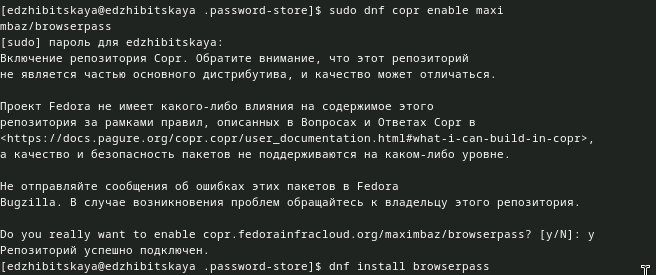 [edzhibitskaya@edzhibitskaya .password-store]$ sudo dnf copr enable maxi
mbaz/browserpass
[sudo] пароль для edzhibitskaya:
Включение репозитория Copr. Обратите внимание, что этот репозиторий
не является частью основного дистрибутива, и качество может отличаться.
Проект Fedora не имеет какого-либо влияния на содержимое этого
репозитория за рамками правил, описанных в Вопросах и Ответах Copr в
<https://docs.pagure.org/copr.copr/user_documentation.html#what-i-can-build-in-copr>,
а качество и безопасность пакетов не поддерживаются на каком-либо уровне.
Не отправляйте сообщения об ошибках этих пакетов в Fedora
Bugzilla. В случае возникновения проблем обращайтесь к владельцу этого репозитория.
Do you really want to enable copr.fedorainfracloud.org/maximbaz/browserpass? [y/N]: y
Репозиторий успешно подключен.
[edzhibitskaya@edzhibitskaya .password-store]$ dnf install browserpass